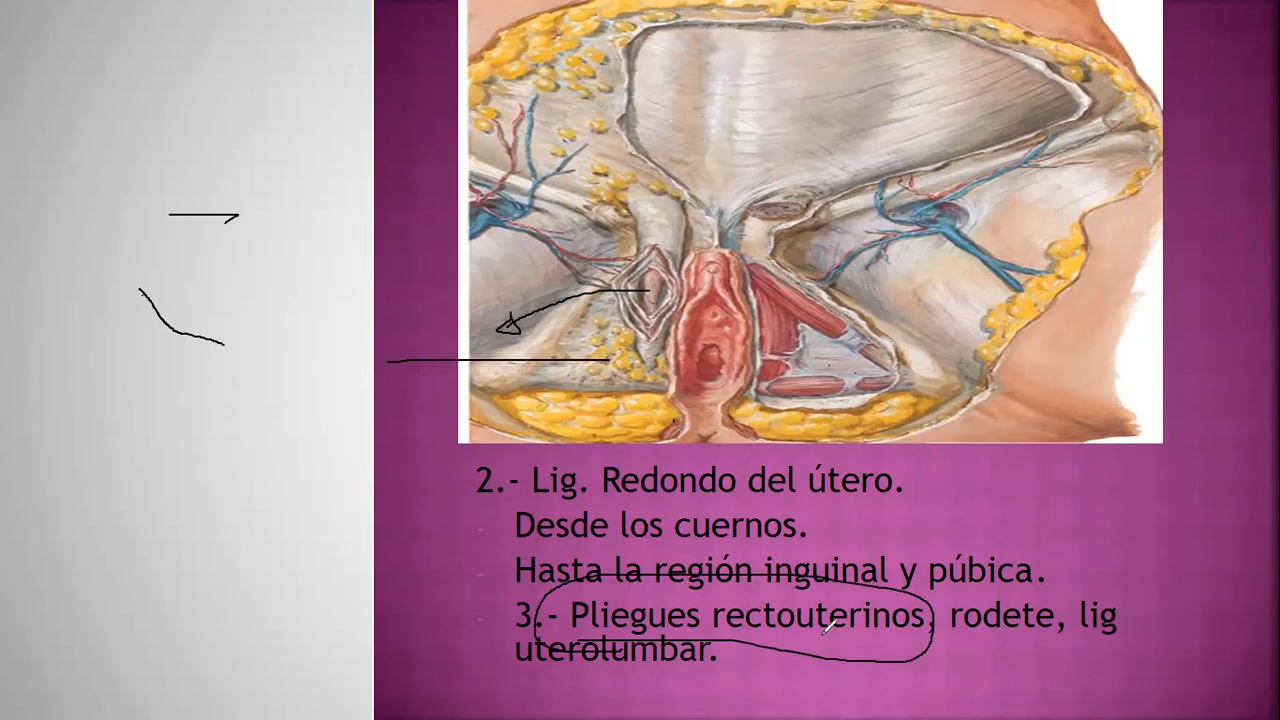 2.- Lig. Redondo del útero.
- Desde los cuernos.
- Hasta la región inguinal y púbica.
- 3.- Pliegues rectouterinos, rodete, lig
uterolumbar.